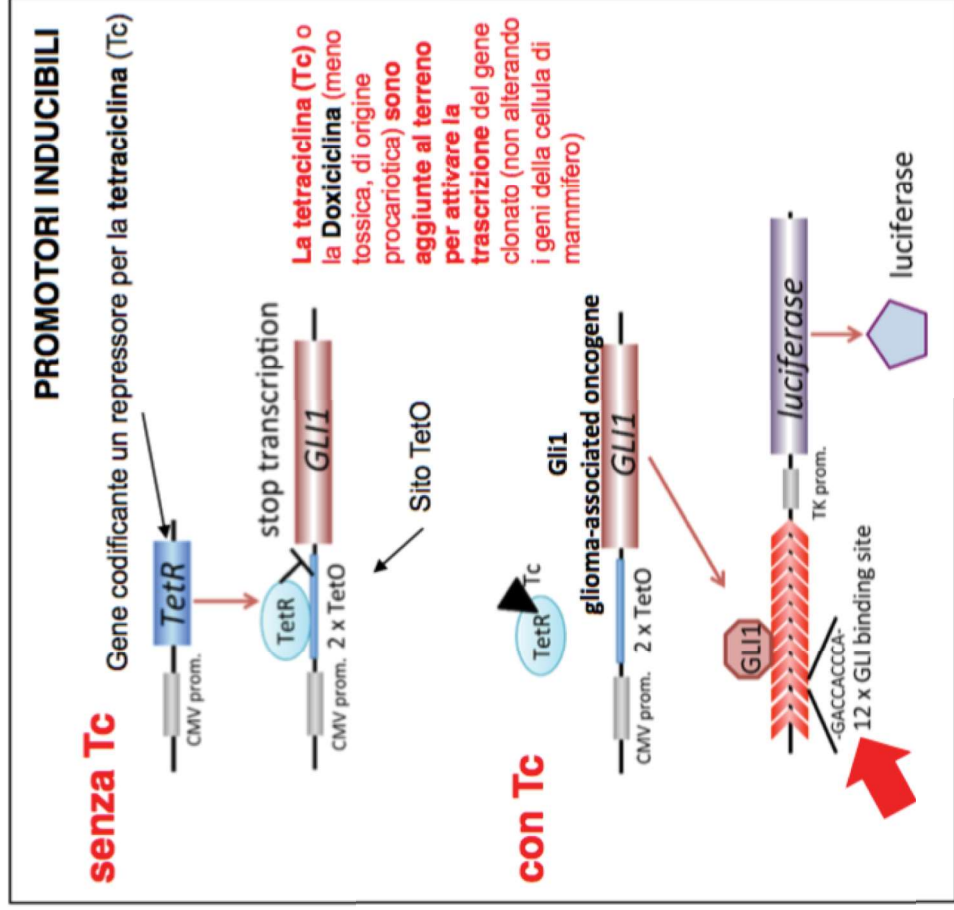 PROMOTORI INDUCIBILI
Gene codificante un repressore per la tetraciclina (Tc)
senza Tc
TetR
CMV prom.
stop transcription
TetR
GLI1
CMV prom. 2 x TetO
Sito TetO
La tetraciclina (Tc) o
la Doxiciclina (meno
tossica, di origine
procariotica) sono
aggiunte al terreno
per attivare la
trascrizione del gene
clonato (non alterando
i geni della cellula di
mammifero)
con Tc
TetR
Tc
Gli1
glioma-associated oncogene
GLI1
CMV prom. 2 x TetO
GLI1
luciferase
TK prom.
-GACCACCCA-
12 x GLI binding site
luciferase